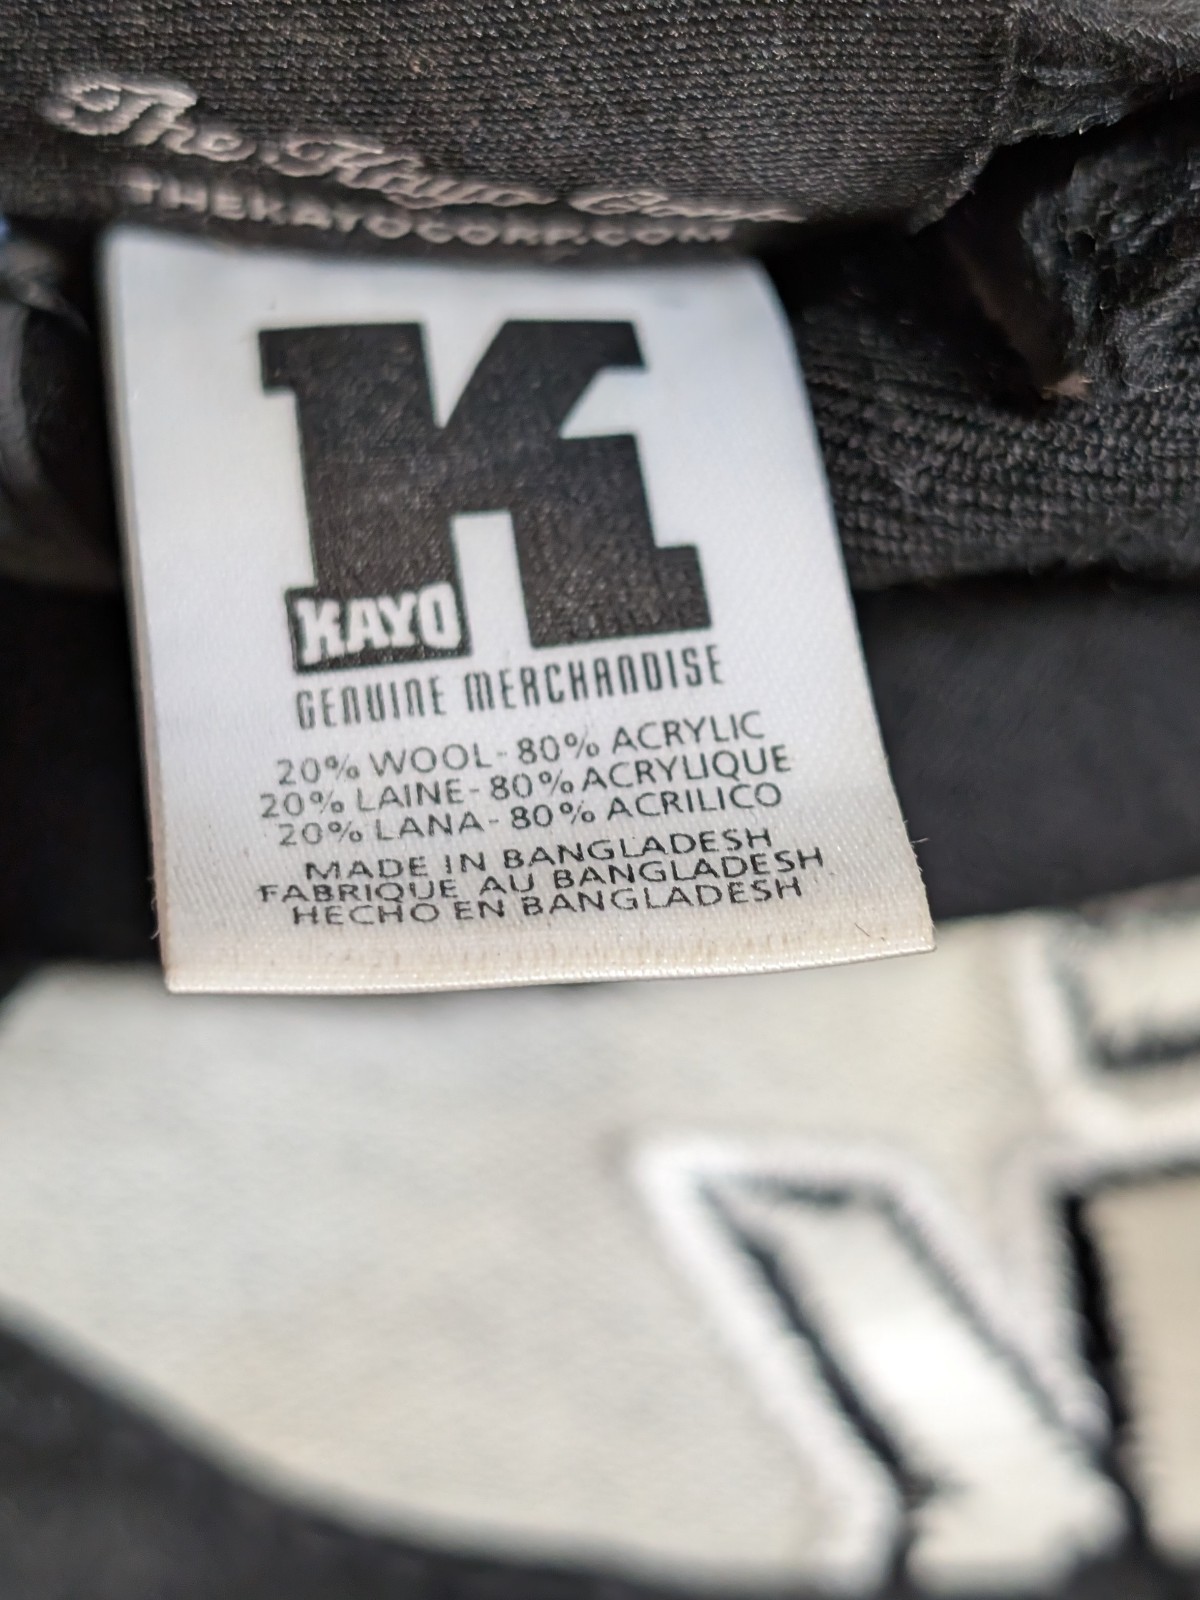 The Kayo Corp
THEKAYOCORP.COM
K
KAYO
GENUINE MERCHANDISE
20% WOOL-80% ACRYLIC
20% LAINE-80% ACRYLIQUE
20% LANA-80% ACRILICO
MADE IN BANGLADESH
FABRIQUE AU BANGLADESH
HECHO EN BANGLADESH